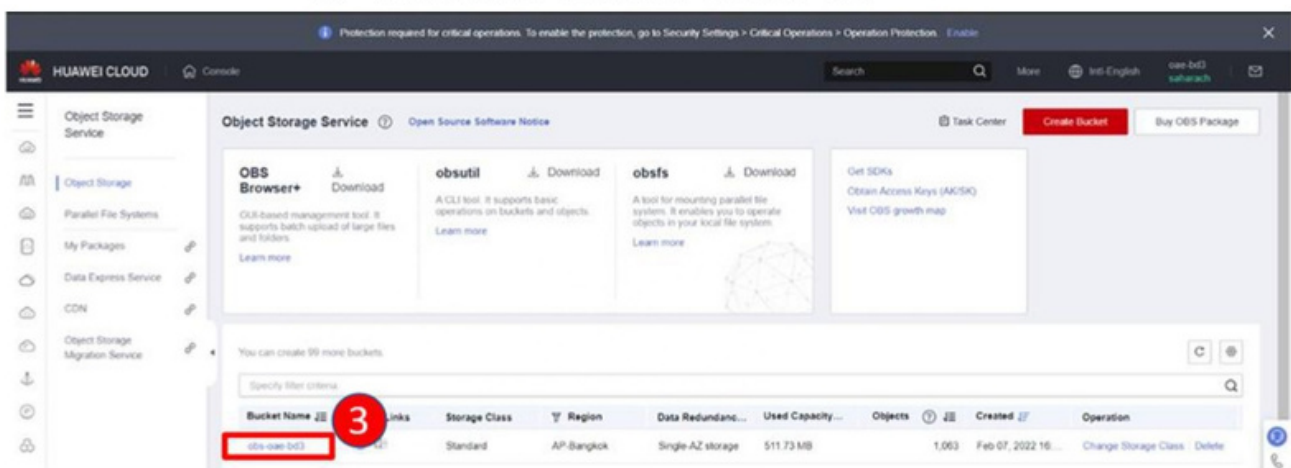 Protection required for critical operations. To enable the protection, go to Security Settings > Critical Operations > Operation Protection. Enable
HUAWEI
HUAWEI CLOUD
Console
Search
More
Intl-English
oae-bd3
saharach
Object Storage
Service
Object Storage
Parallel File Systems
My Packages
Data Express Service
CDN
Object Storage
Migration Service
Object Storage Service
Open Source Software Notice
Task Center
Create Bucket
Buy OBS Package
OBS
Browser+
Download
GUI-based management tool. It
supports batch upload of large files
and folders.
Learn more
obsutil
Download
A CLI tool. It supports basic
operations on buckets and objects.
Learn more
obsfs
Download
A tool for mounting parallel file
system. It enables you to operate
objects in your local file system.
Learn more
Get SDKs
Obtain Access Keys (AK/SK)
Visit OBS growth map
You can create 99 more buckets.
Specify filter criteria.
Bucket Name
3
Links
Storage Class
Region
Data Redundanc...
Used Capacity...
Objects
Created
Operation
obs-oae-bd3
Standard
AP-Bangkok
Single-AZ storage
511.73 MB
1,063
Feb 07, 2022 16:...
Change Storage Class
Delete